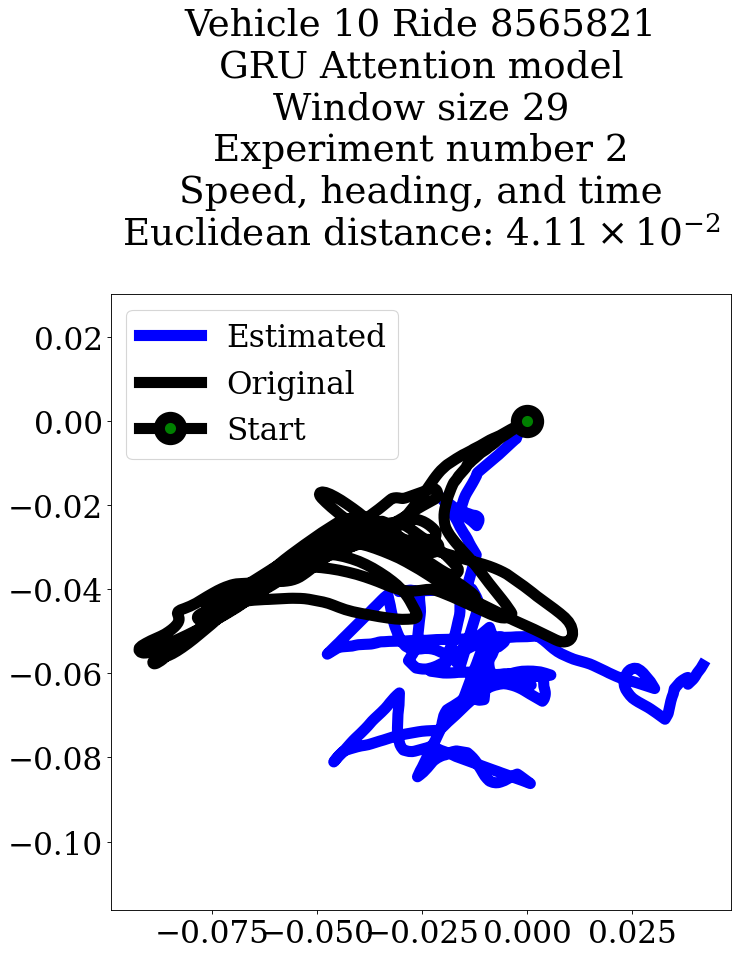 Vehicle 10 Ride 8565821
GRU Attention model
Window size 29
Experiment number 2
Speed, heading, and time
Euclidean distance: 4.11 × 10⁻²
Estimated
Original
Start
0.02
0.00
−0.02
−0.04
−0.06
−0.08
−0.10
−0.075 −0.050 −0.025 0.000 0.025